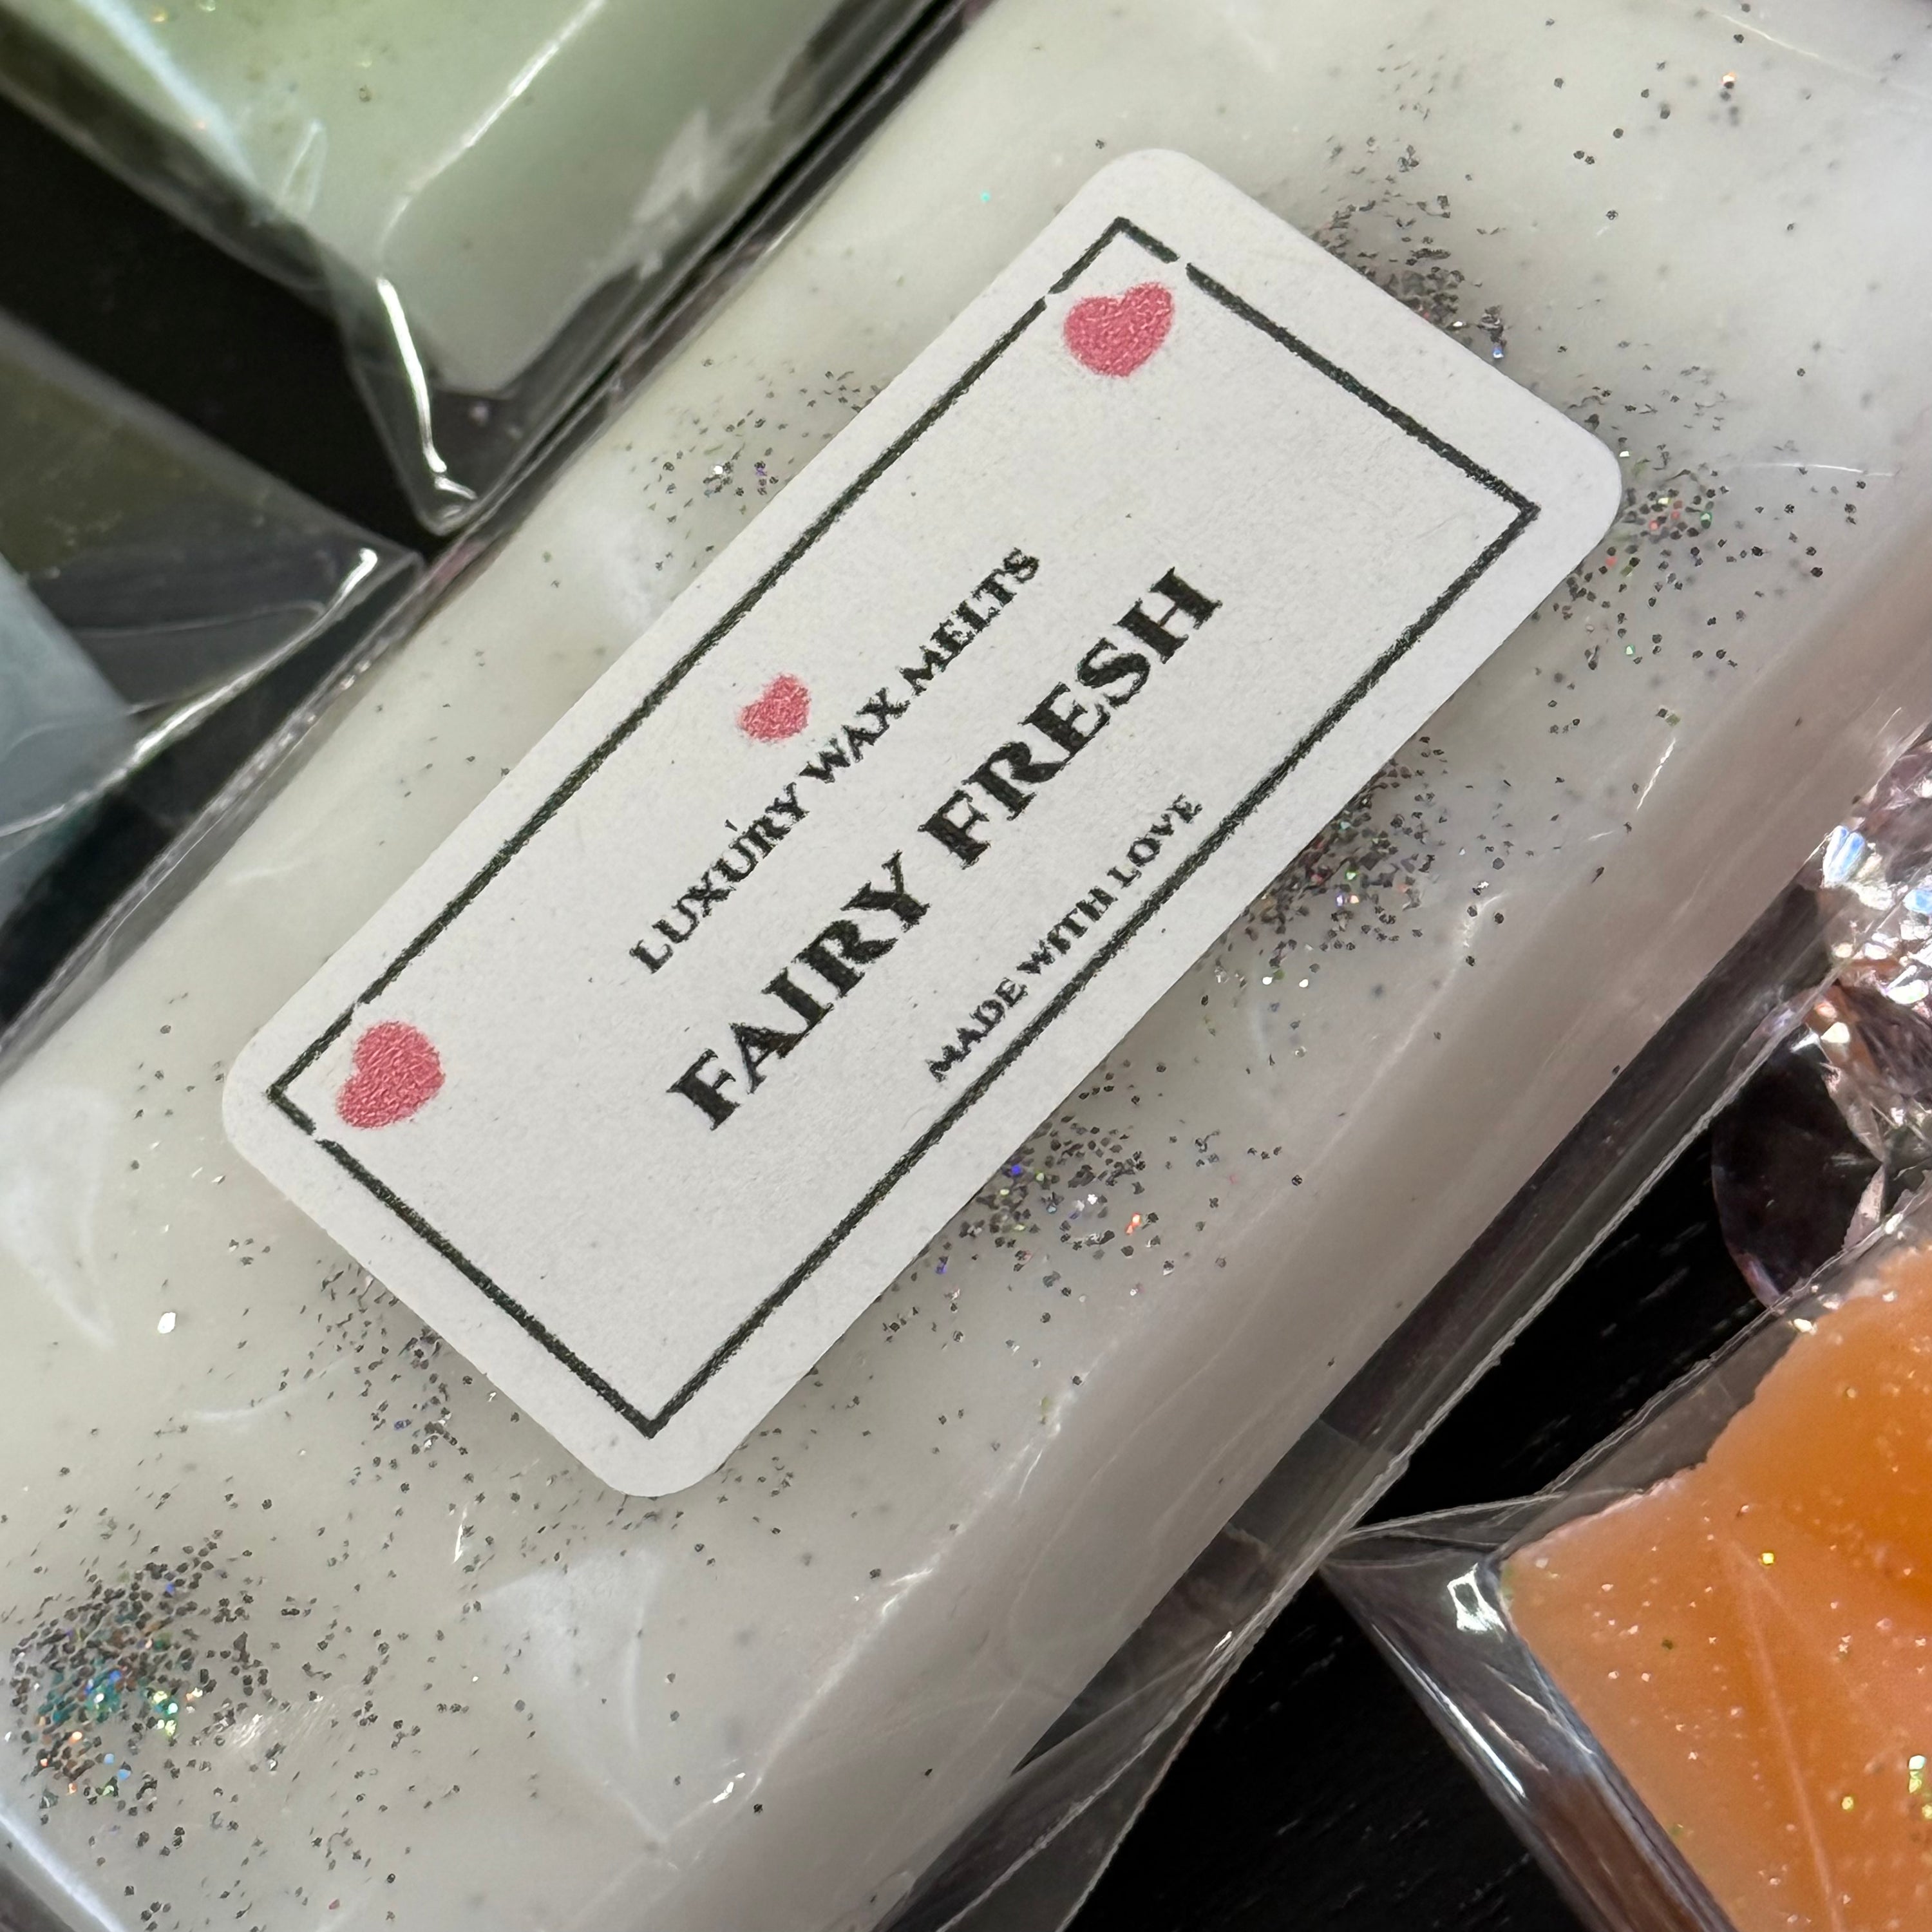 LUXURY WAX MELTS
FAIRY FRESH
MADE WITH LOVE